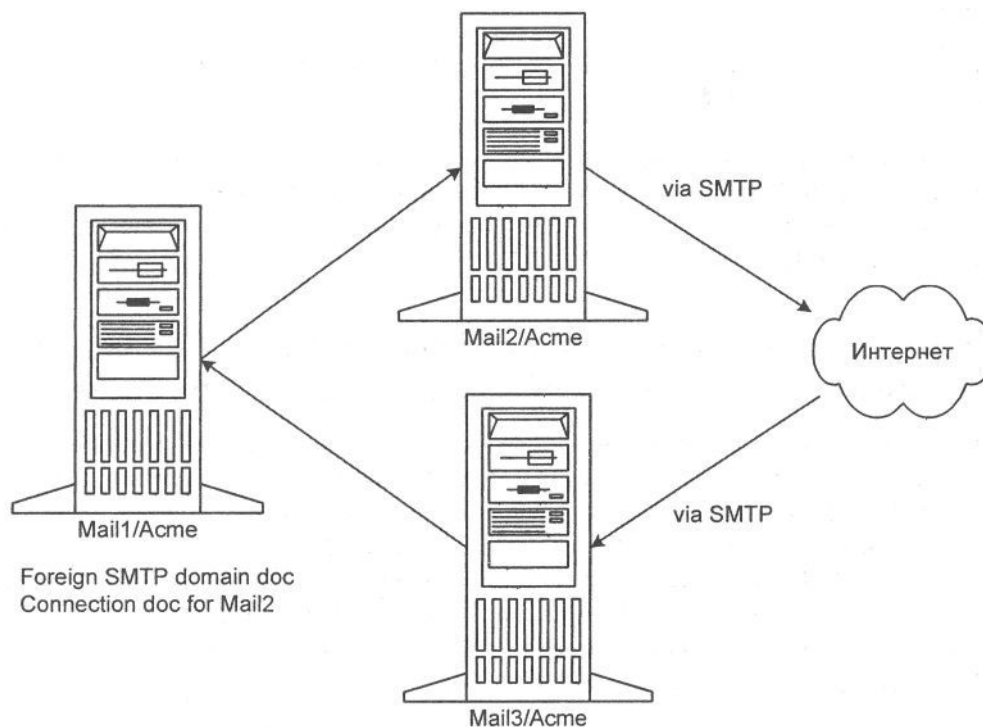 via SMTP
Mail2/Acme
Интернет
Mail1/Acme
via SMTP
Foreign SMTP domain doc
Connection doc for Mail2
Mail3/Acme